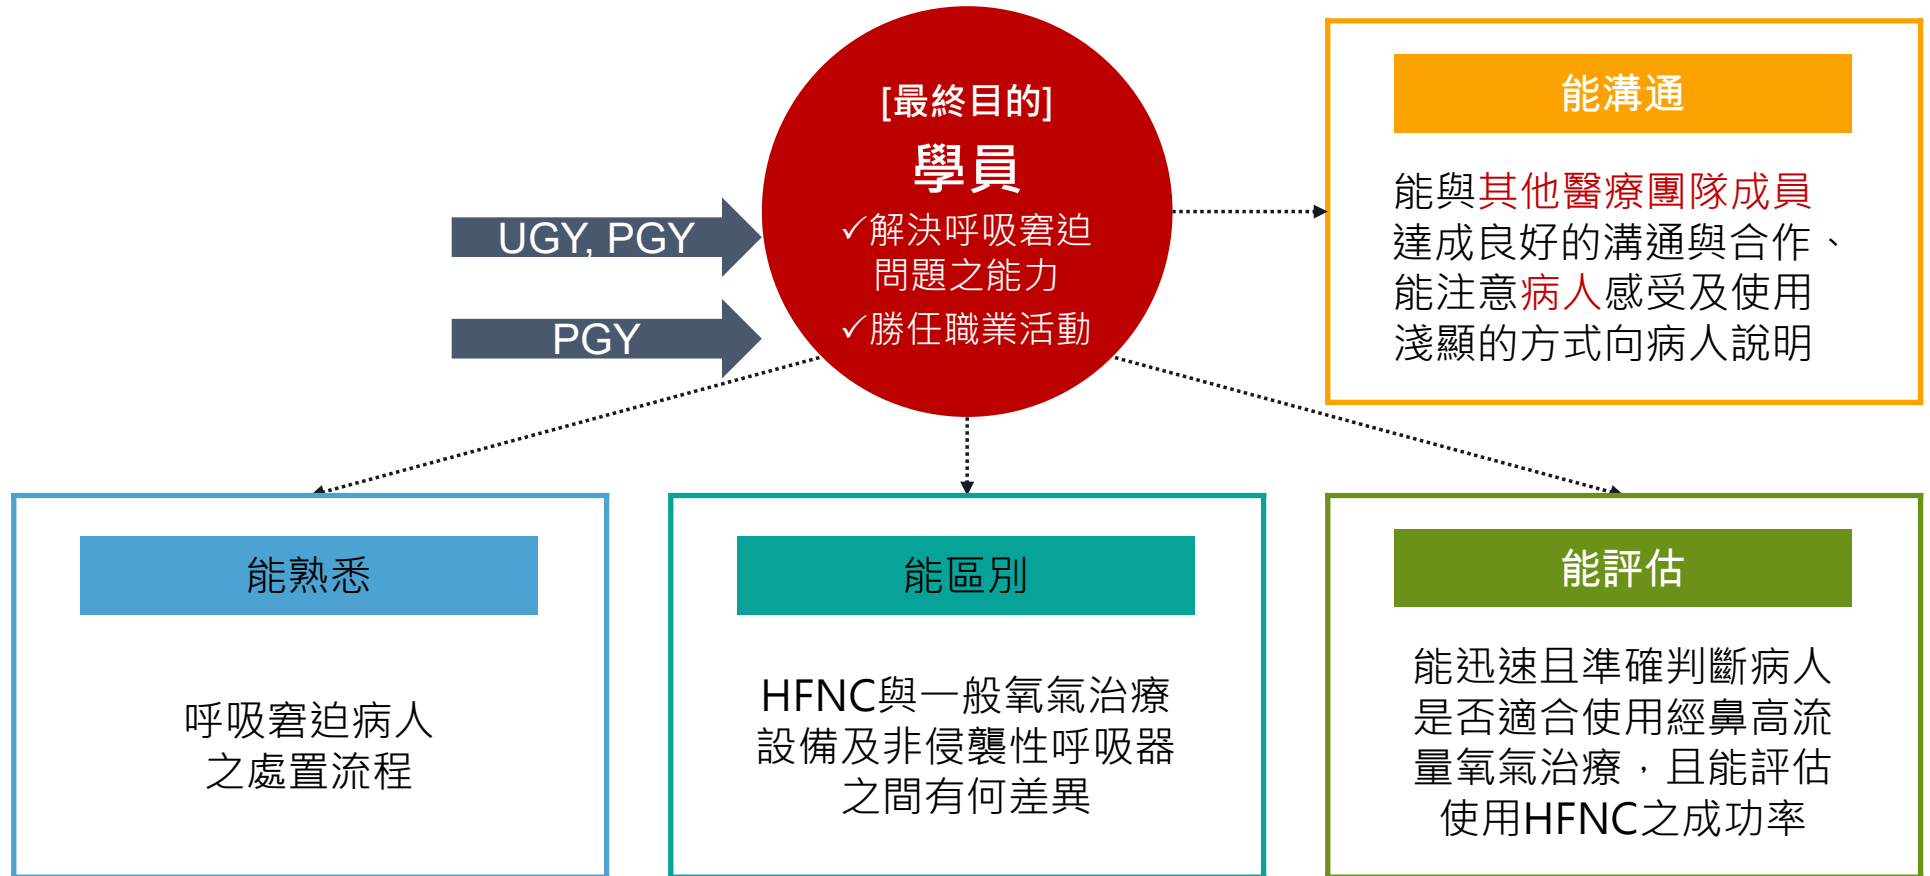 [最終目的]
學員
✓解決呼吸窘迫
問題之能力
✓勝任職業活動
UGY, PGY
PGY
能溝通
能與其他醫療團隊成員
達成良好的溝通與合作、
能注意病人感受及使用
淺顯的方式向病人說明
能熟悉
呼吸窘迫病人
之處置流程
能區別
HFNC與一般氧氣治療
設備及非侵襲性呼吸器
之間有何差異
能評估
能迅速且準確判斷病人
是否適合使用經鼻高流
量氧氣治療，且能評估
使用HFNC之成功率